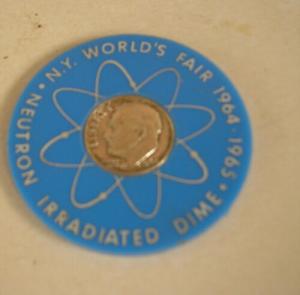 N.Y. WORLD'S FAIR 1964-1965 •
NEUTRON IRRADIATED DIME •